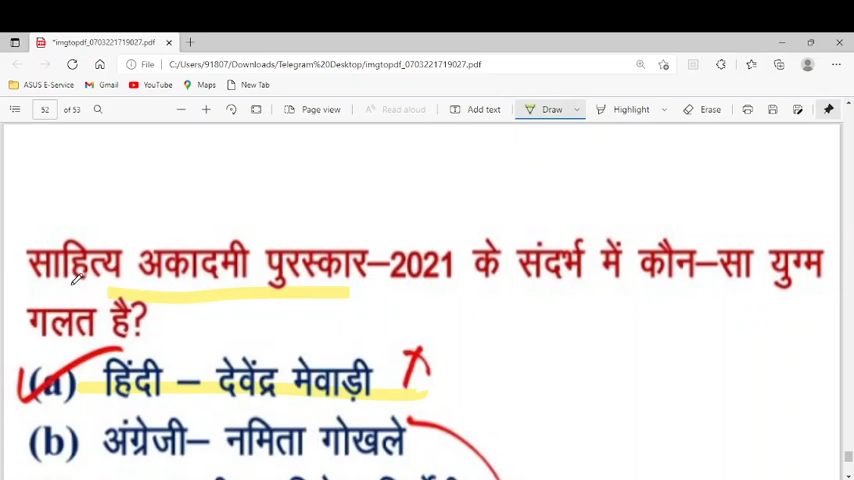 *imgtopdf_0703221719027.pdf
File C:/Users/91807/Downloads/Telegram%20Desktop/imgtopdf_0703221719027.pdf
ASUS E-Service Gmail YouTube Maps New Tab
52 of 53 Page view Read aloud Add text Draw Highlight Erase
साहित्य अकादमी पुरस्कार–2021 के संदर्भ में कौन–सा युग्म
गलत है?
(a) हिंदी – देवेंद्र मेवाड़ी
(b) अंग्रेजी– नमिता गोखले